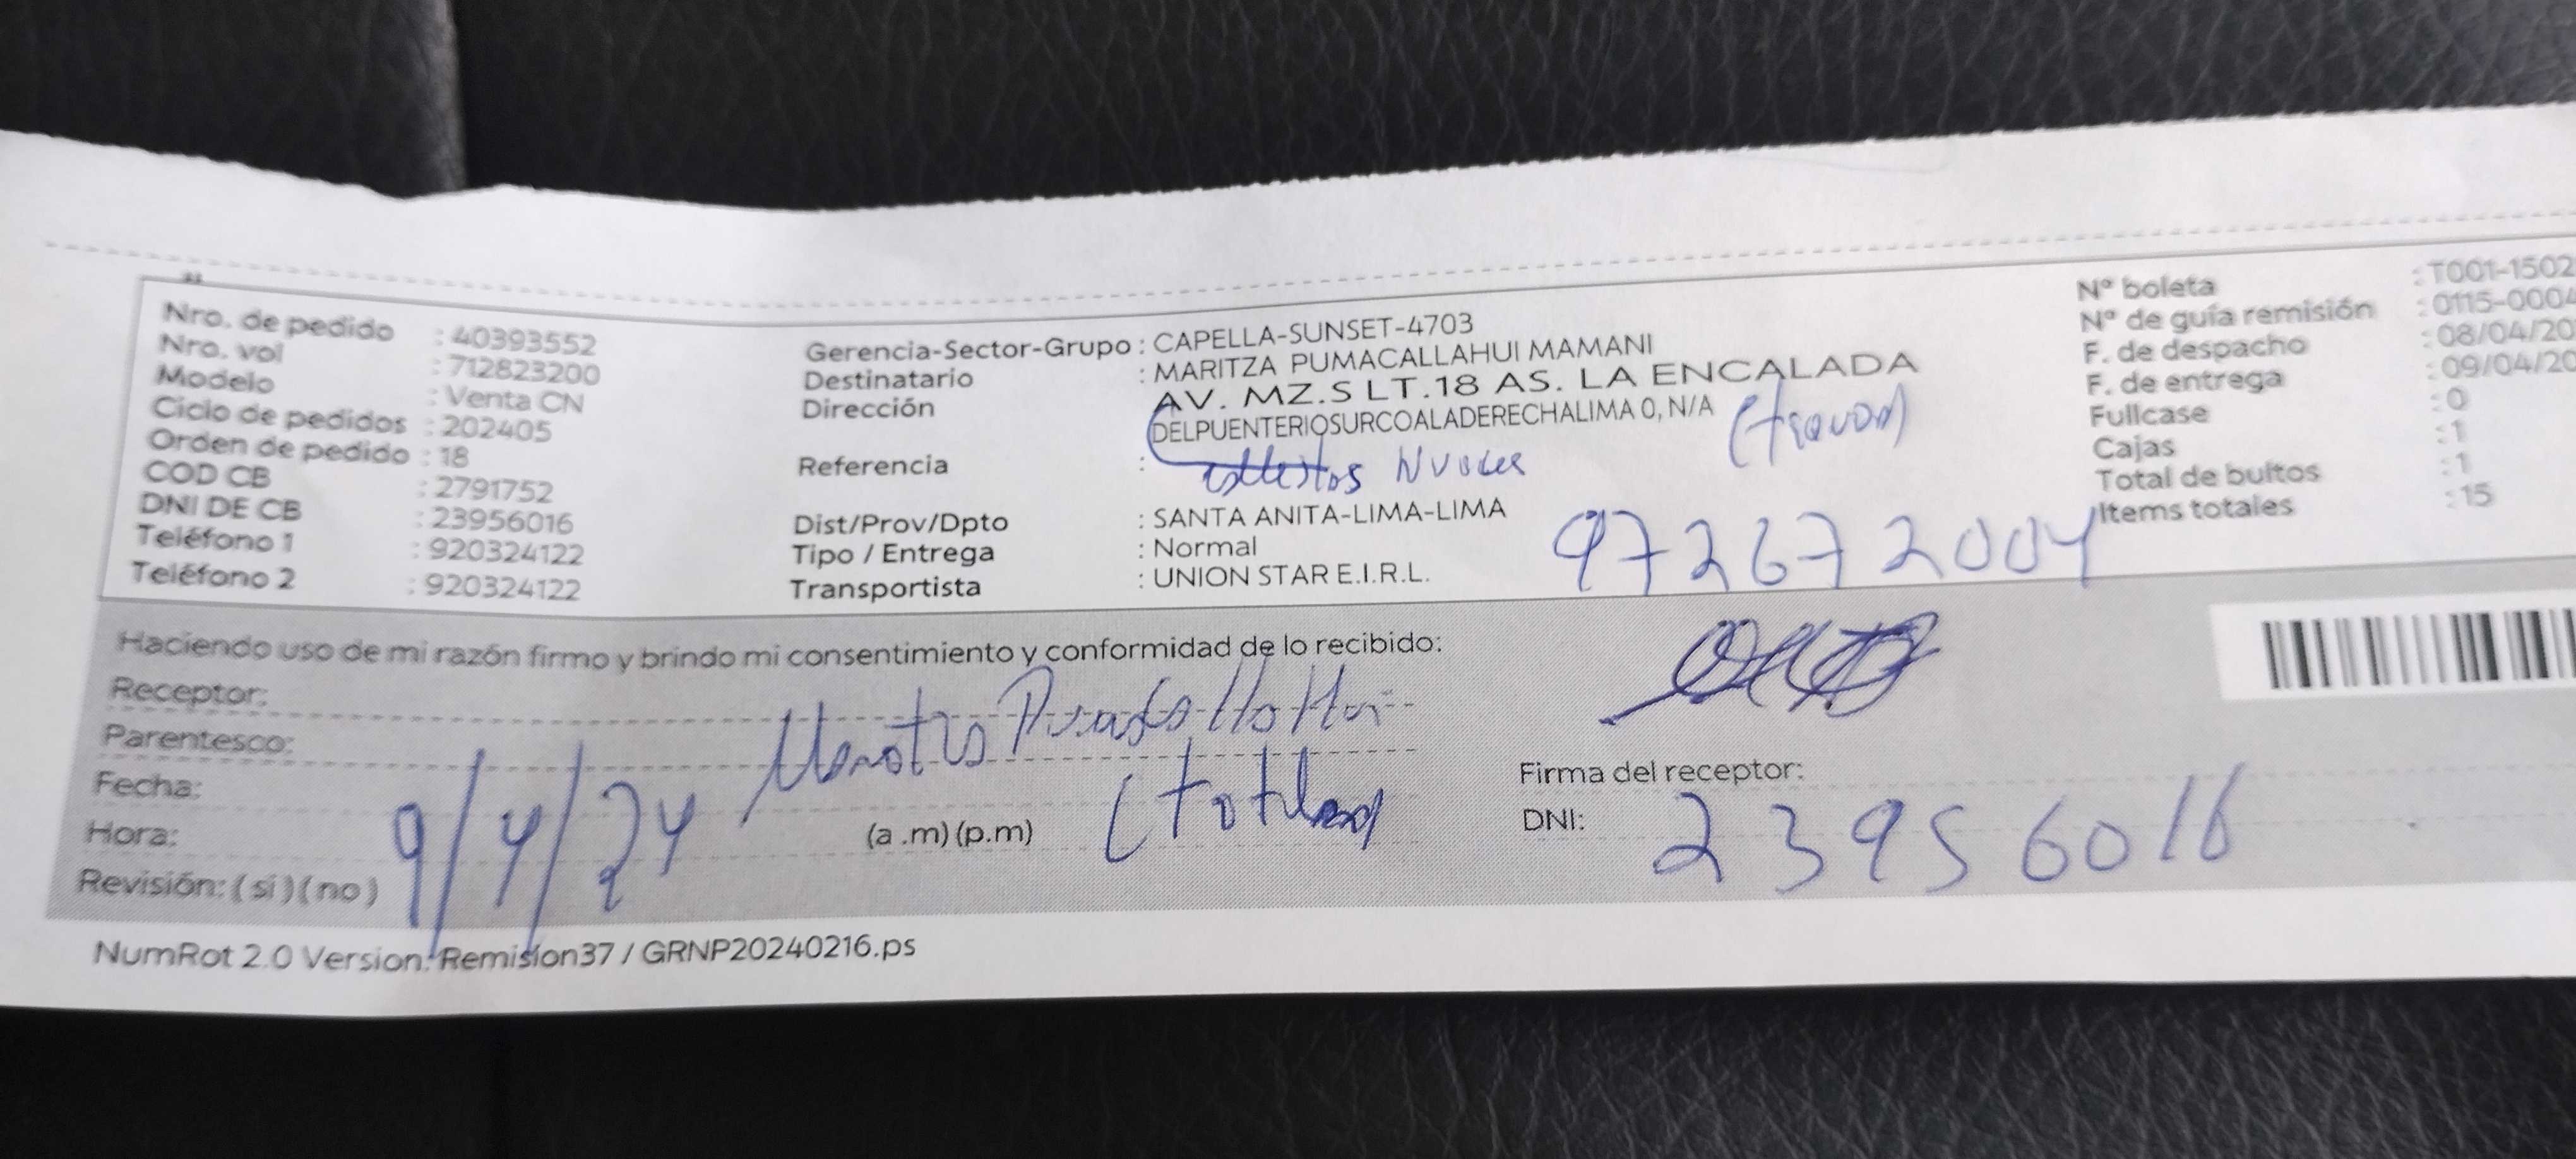 Nro. de pedido : 40393552
Nro. vol : 712823200
Modelo : Venta CN
Ciclo de pedidos : 202405
Orden de pedido : 18
COD CB : 2791752
DNI DE CB : 23956016
Teléfono 1 : 920324122
Teléfono 2 : 920324122
Gerencia-Sector-Grupo : CAPELLA-SUNSET-4703
Destinatario : MARITZA PUMACALLAHUI MAMANI
Dirección AV. MZ.S LT.18 AS. LA ENCALADA
DELPUENTERIOSURCOALADERECHALIMA 0, N/A
Referencia :
Dist/Prov/Dpto : SANTA ANITA-LIMA-LIMA
Tipo / Entrega : Normal
Transportista : UNION STAR E.I.R.L.
972672004
N° boleta : T001-1502
N° de guía remisión : 0115-0004
F. de despacho : 08/04/20
F. de entrega : 09/04/20
Fullcase : 0
Cajas : 1
Total de bultos : 1
Items totales : 15
Haciendo uso de mi razón firmo y brindo mi consentimiento y conformidad de lo recibido:
Receptor:
Parentesco:
Fecha: 9/4/24
Hora: (a .m) (p.m)
Revisión: ( si ) ( no )
Firma del receptor:
DNI: 23956016
NumRot 2.0 Version: Remision37 / GRNP20240216.ps